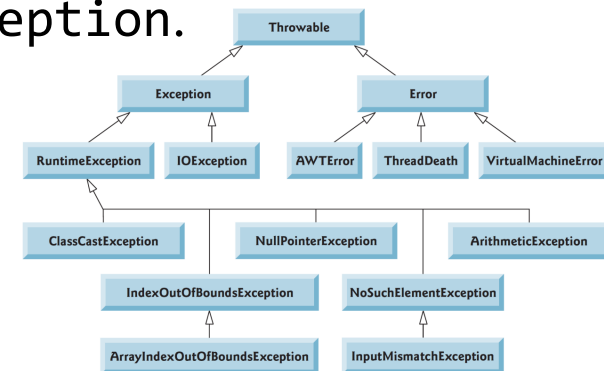 eption.
Throwable
Exception
Error
RuntimeException
IOException
AWTError
ThreadDeath
VirtualMachineError
ClassCastException
NullPointerException
ArithmeticException
IndexOutOfBoundsException
NoSuchElementException
ArrayIndexOutOfBoundsException
InputMismatchException